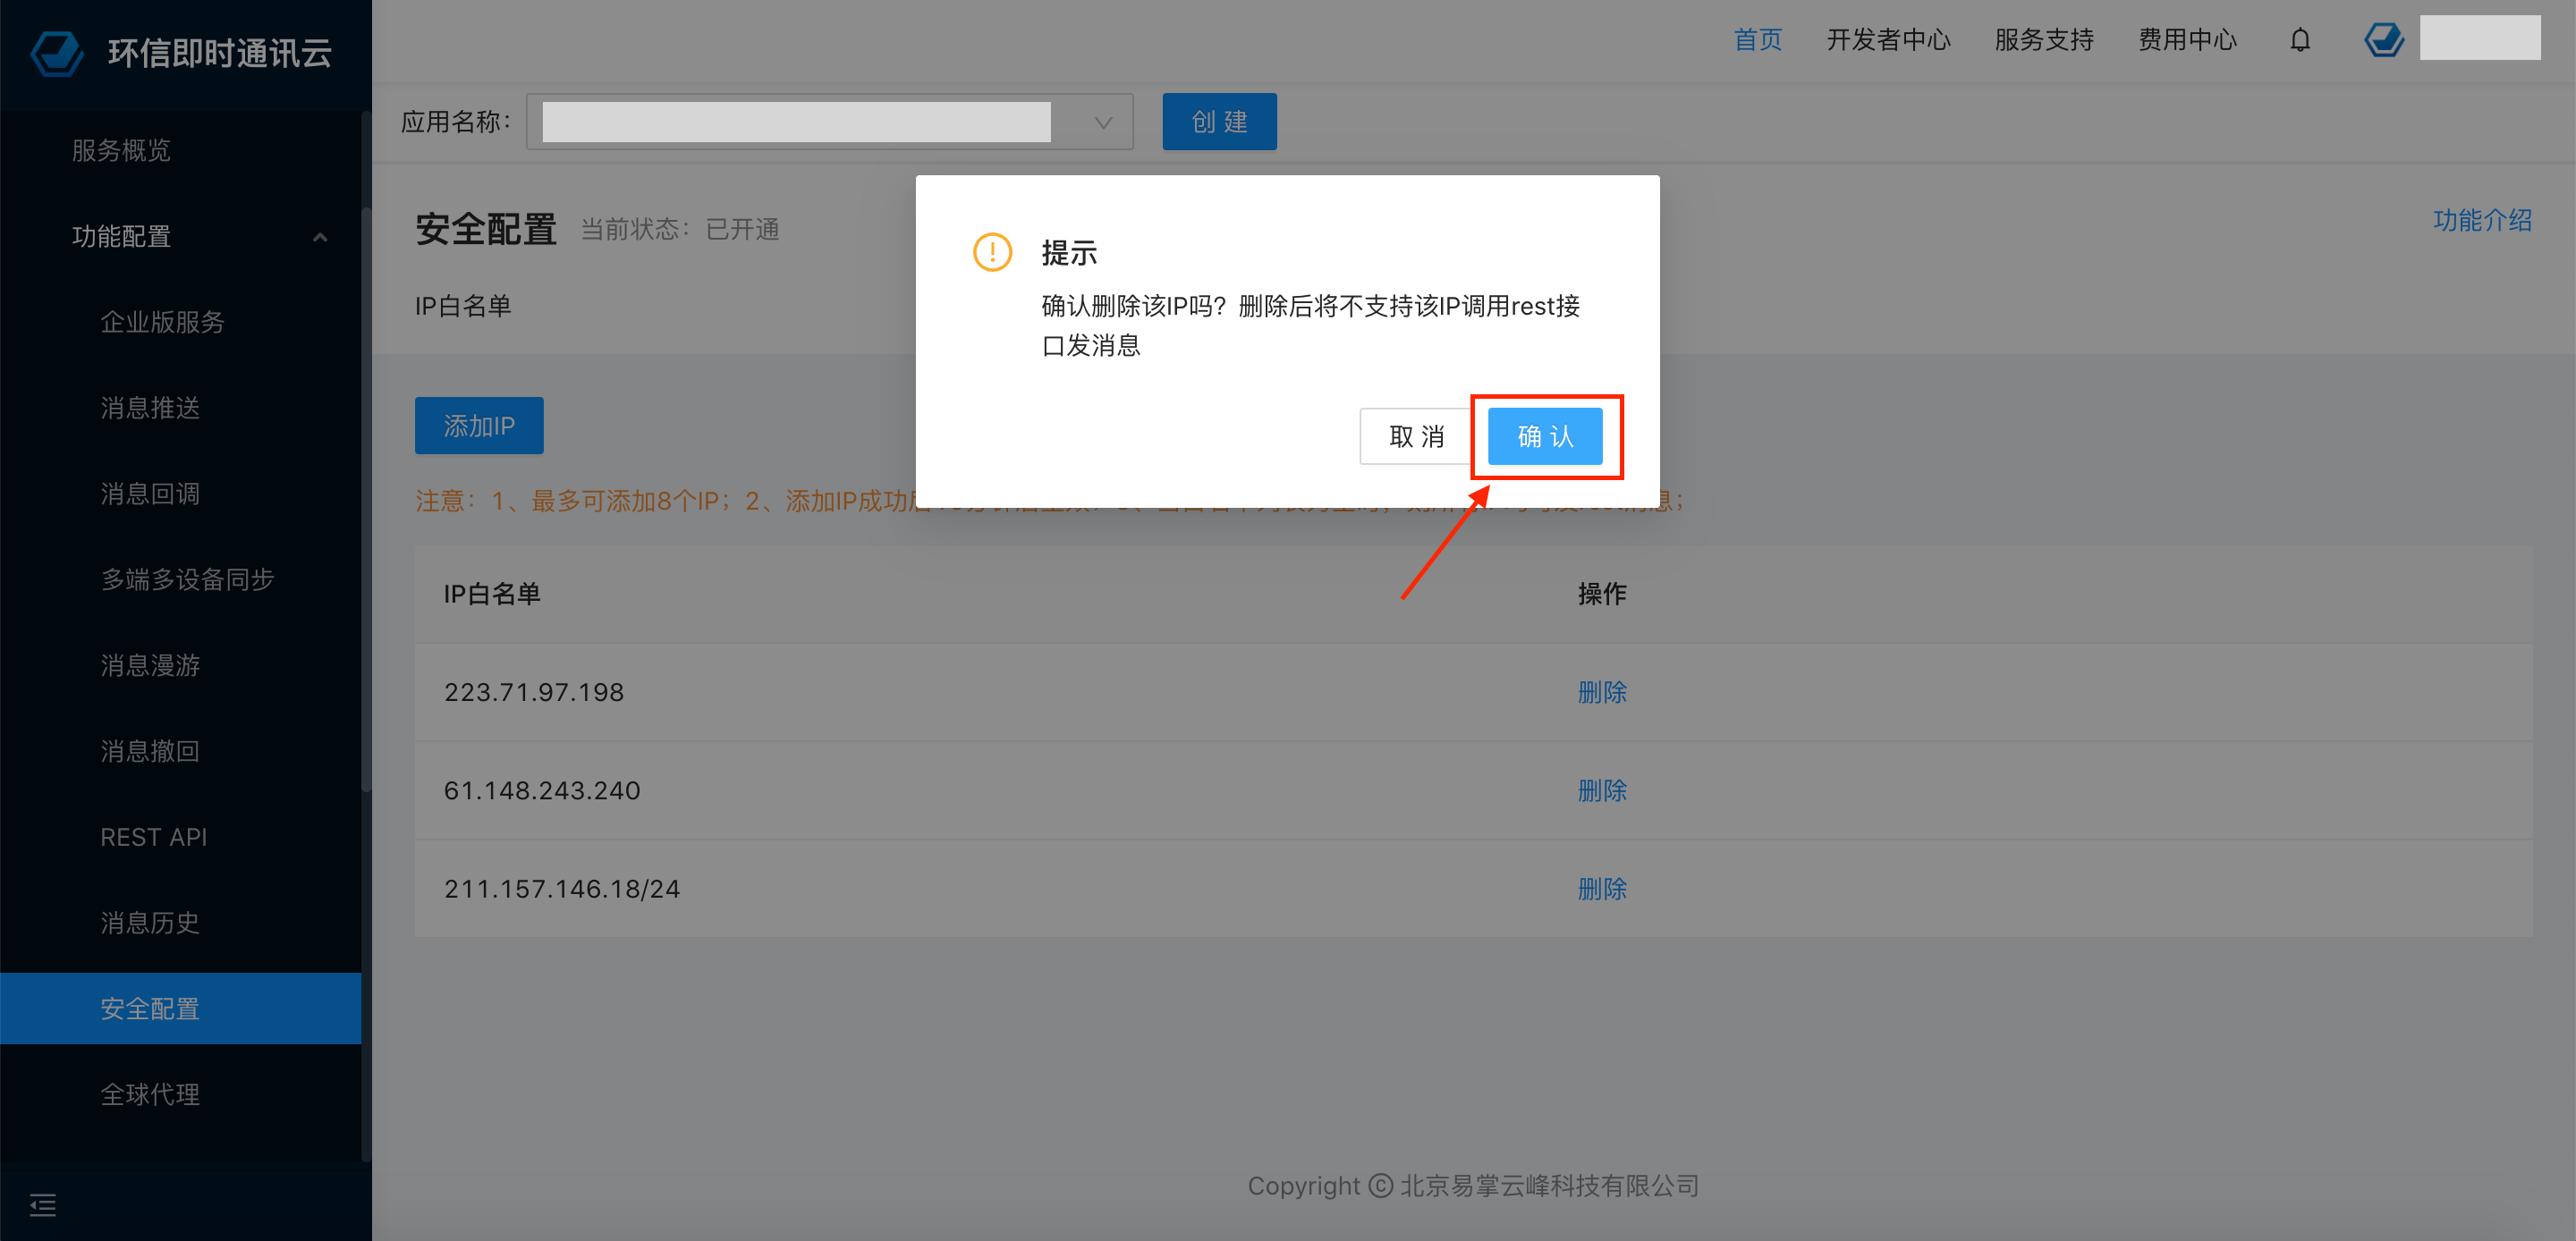 环信即时通讯云
首页 开发者中心 服务支持 费用中心
应用名称：
创 建
服务概览
功能配置
企业版服务
消息推送
消息回调
多端多设备同步
消息漫游
消息撤回
REST API
消息历史
安全配置
全球代理
安全配置 当前状态：已开通
功能介绍
IP白名单
提示
确认删除该IP吗？删除后将不支持该IP调用rest接
口发消息
取 消 确 认
添加IP
注意：1、最多可添加8个IP；2、添加IP成功
IP白名单 操作
223.71.97.198 删除
61.148.243.240 删除
211.157.146.18/24 删除
Copyright © 北京易掌云峰科技有限公司